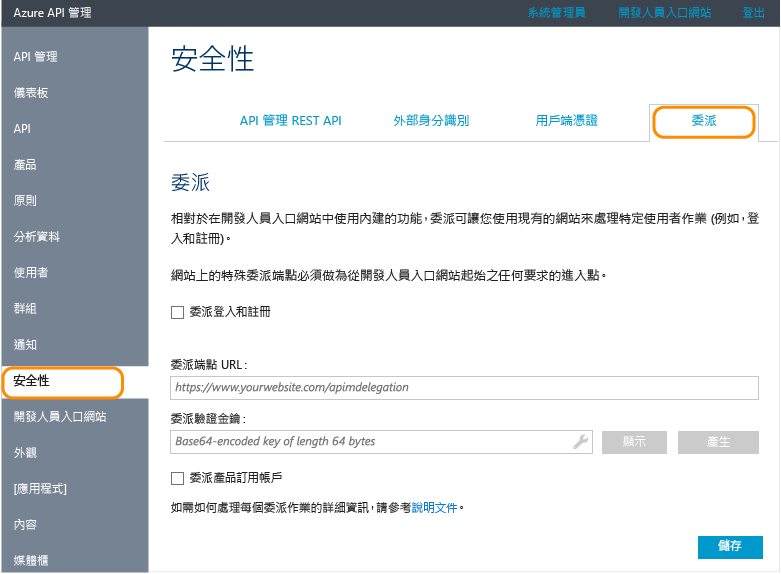 Azure API 管理
系統管理員
開發人員入口網站
登出
API 管理
儀表板
API
產品
原則
分析資料
使用者
群組
通知
安全性
開發人員入口網站
外觀
[應用程式]
內容
媒體櫃
安全性
API 管理 REST API
外部身分識別
用戶端憑證
委派
委派
相對於在開發人員入口網站中使用內建的功能，委派可讓您使用現有的網站來處理特定使用者作業 (例如，登
入和註冊)。
網站上的特殊委派端點必須做為從開發人員入口網站起始之任何要求的進入點。
委派登入和註冊
委派端點 URL：
https://www.yourwebsite.com/apimdelegation
委派驗證金鑰：
Base64-encoded key of length 64 bytes
顯示
產生
委派產品訂用帳戶
如需如何處理每個委派作業的詳細資訊，請參考說明文件。
儲存